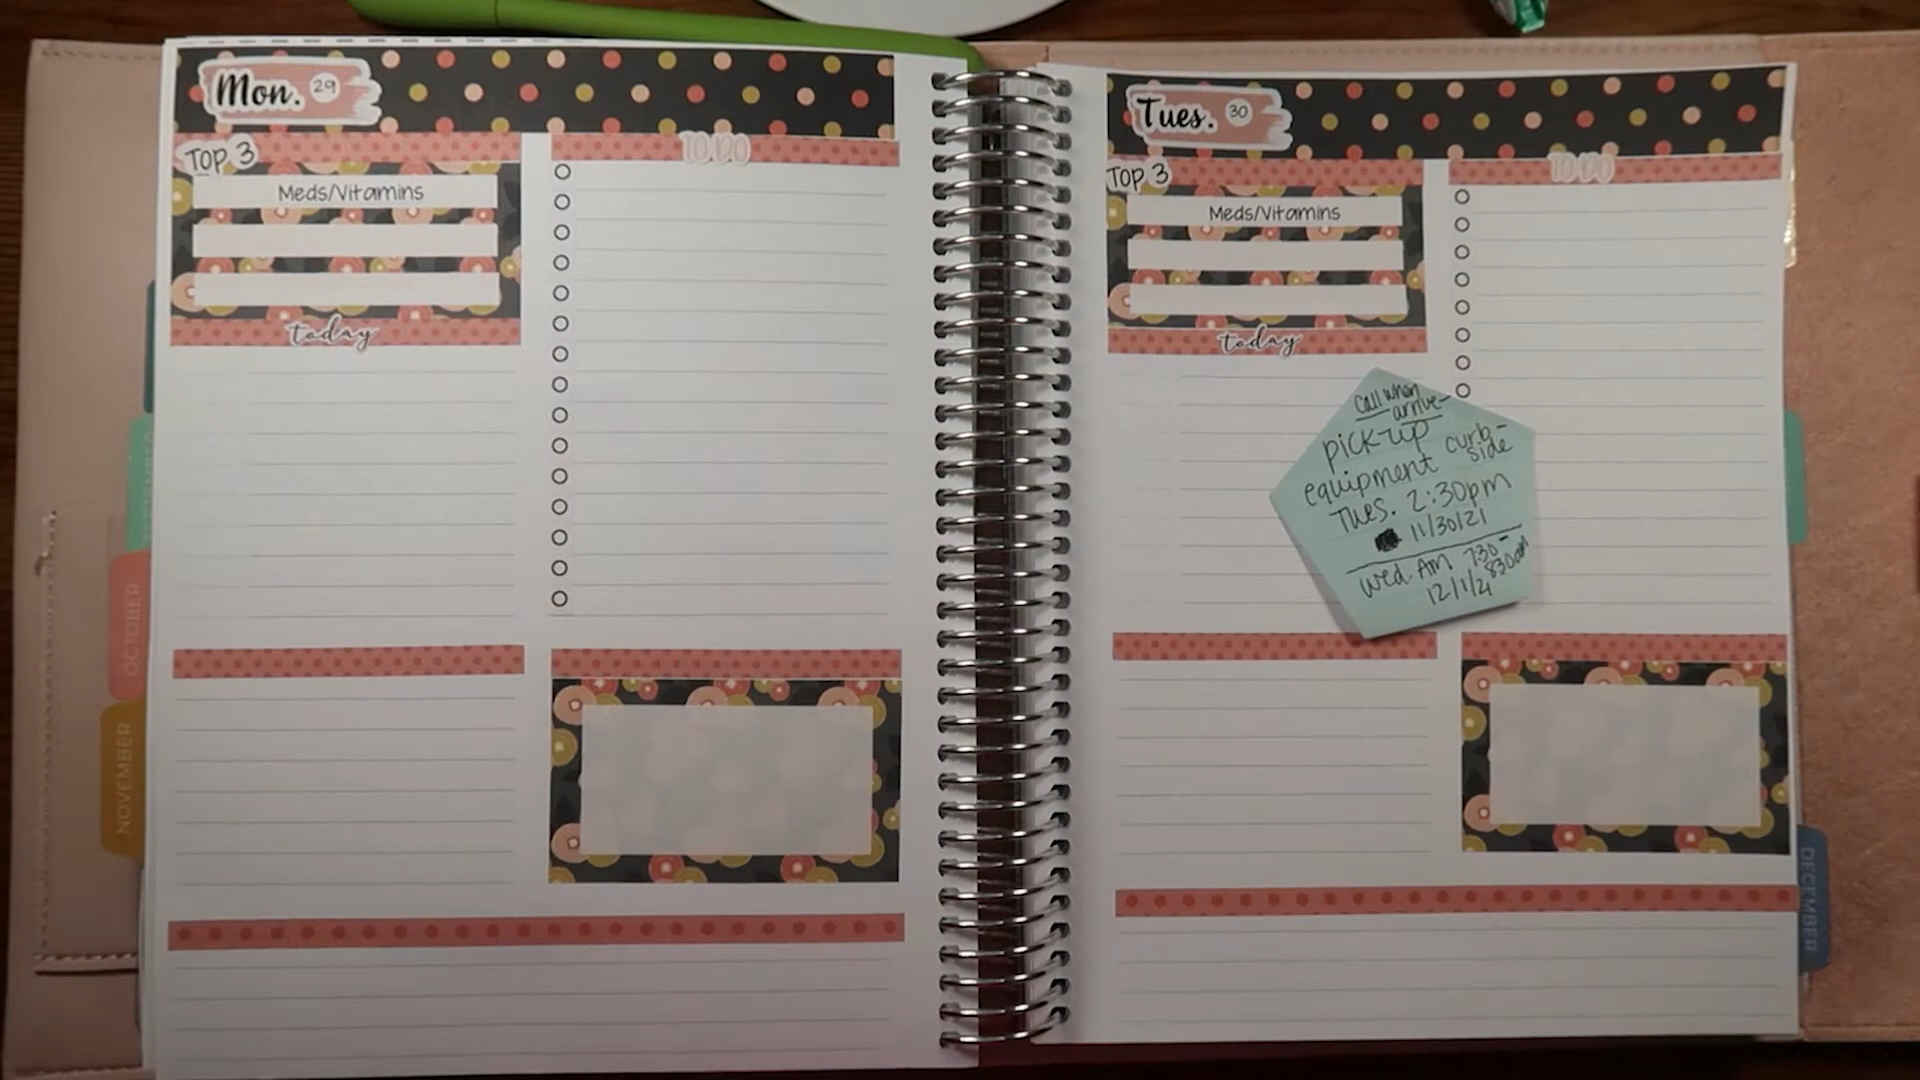 Mon. 29
TOP 3
TO DO
Meds/Vitamins
today
Tues. 30
TOP 3
TO DO
Meds/Vitamins
today
call when
arrive-
pick-up curb-
equipment side
Tues. 2:30pm
11/30/21
Wed. AM 730-
12/1/21 830am
SEPTEMBER
OCTOBER
NOVEMBER
DECEMBER